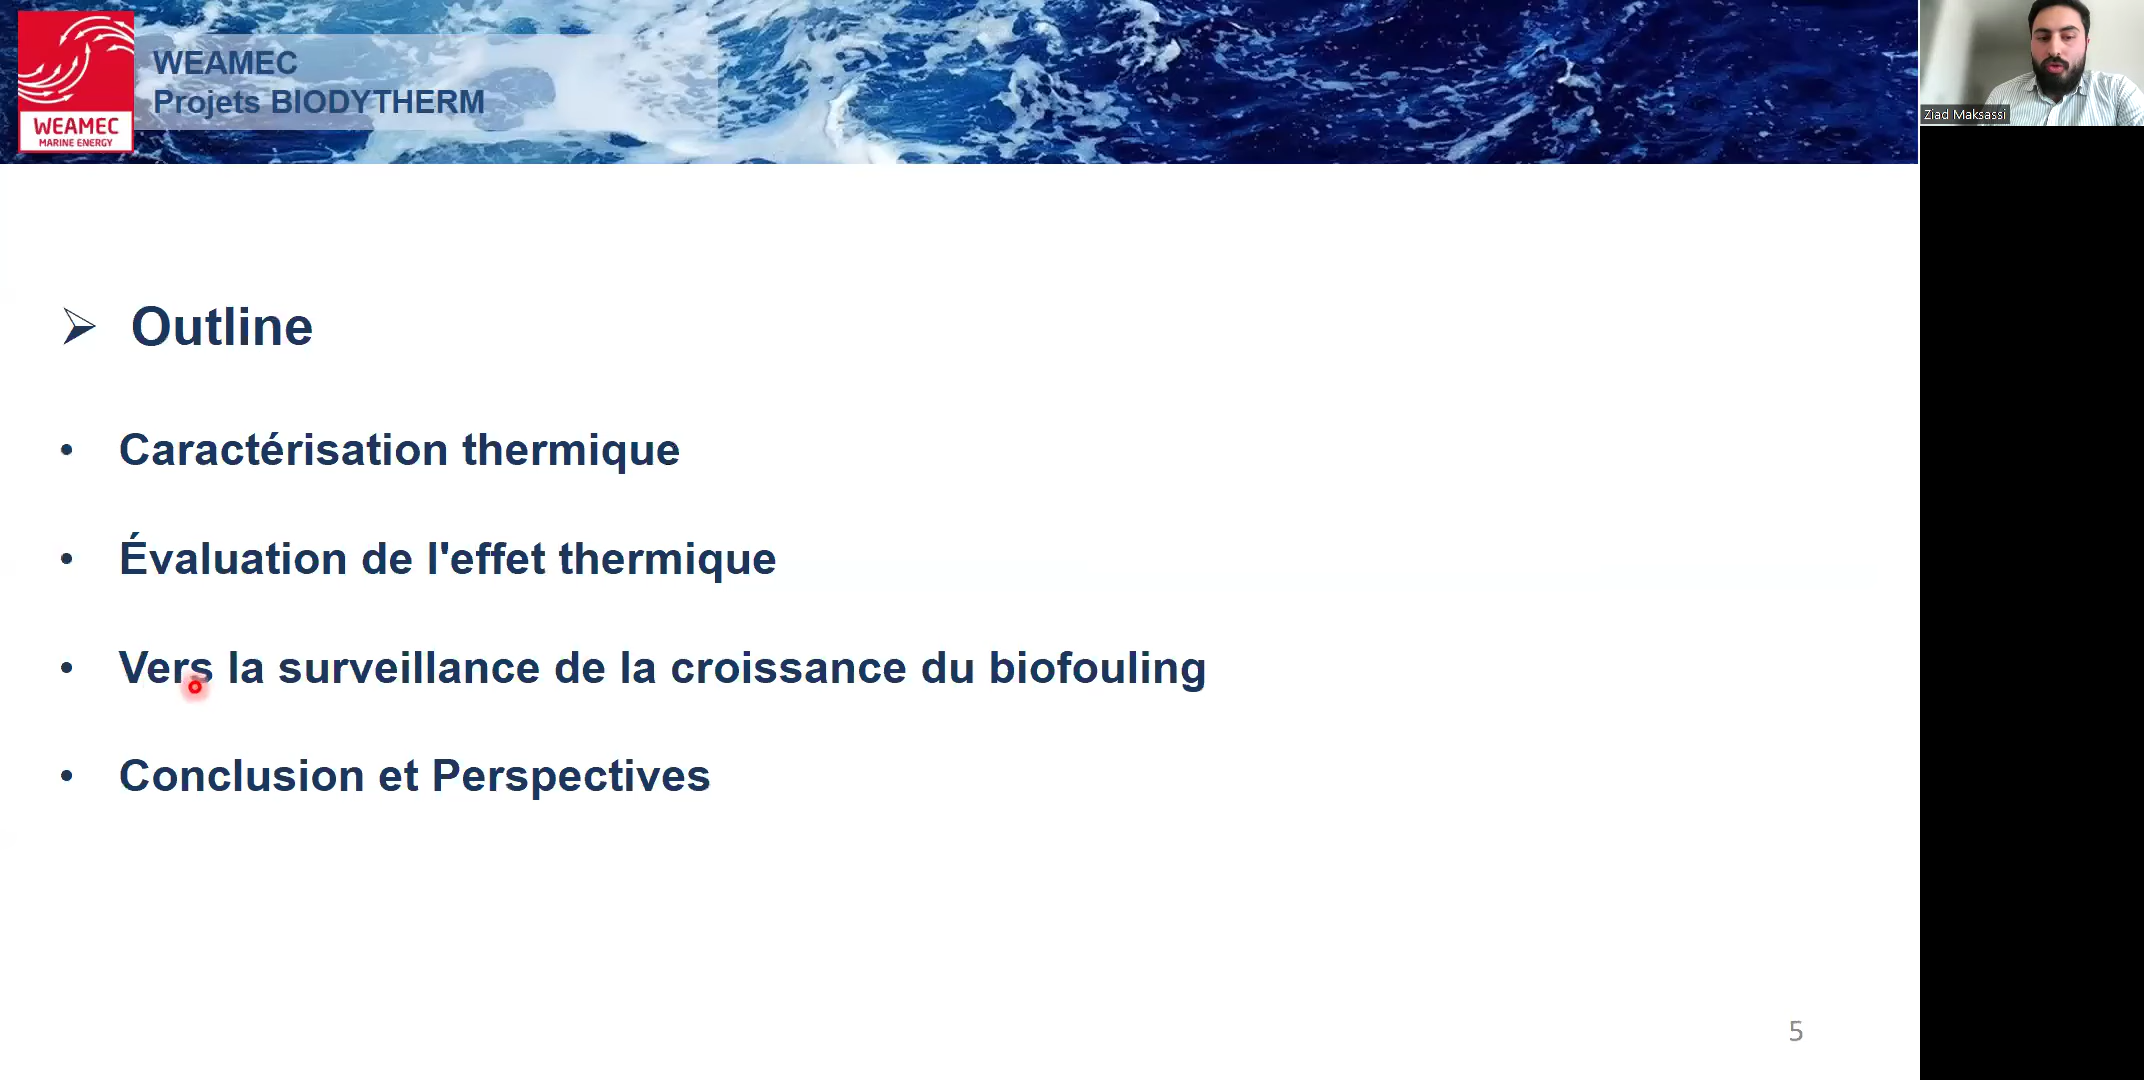 WEAMEC
Projets BIODYTHERM
WEAMEC
MARINE ENERGY
Ziad Maksassi
➢ Outline
• Caractérisation thermique
• Évaluation de l'effet thermique
• Vers la surveillance de la croissance du biofouling
• Conclusion et Perspectives
5